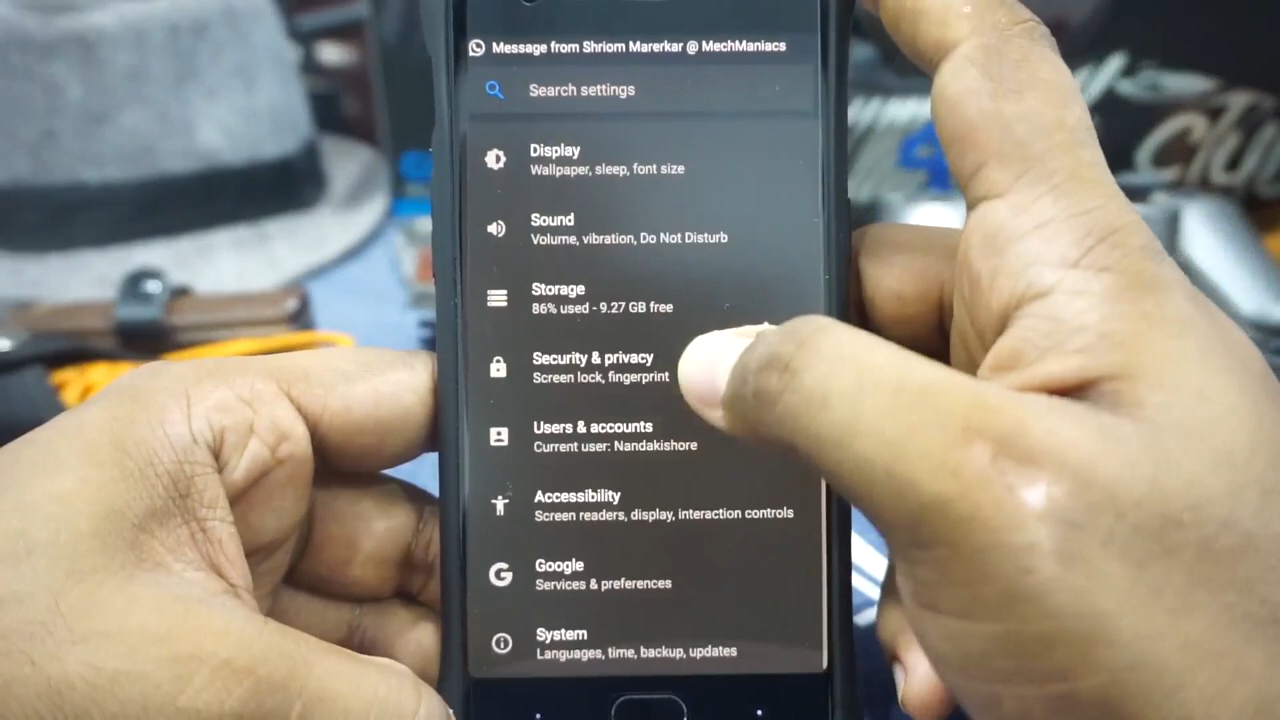 Message from Shriom Marerkar @ MechManiacs
Search settings
Display
Wallpaper, sleep, font size
Sound
Volume, vibration, Do Not Disturb
Storage
86% used - 9.27 GB free
Security & privacy
Screen lock, fingerprint
Users & accounts
Current user: Nandakishore
Accessibility
Screen readers, display, interaction controls
Google
Services & preferences
System
Languages, time, backup, updates